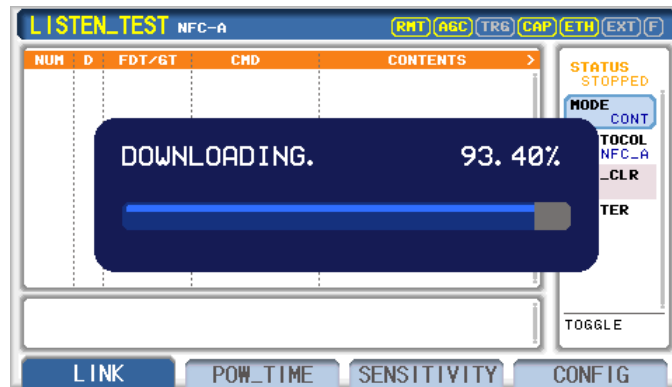 LISTEN_TEST NFC-A RMT AGC TRG CAP ETH EXT F
NUM D FDT/GT CMD CONTENTS >
STATUS
STOPPED
MODE
CONT
DOWNLOADING. 93.40%
TOCOL
NFC_A
_CLR
TER
TOGGLE
LINK POW_TIME SENSITIVITY CONFIG